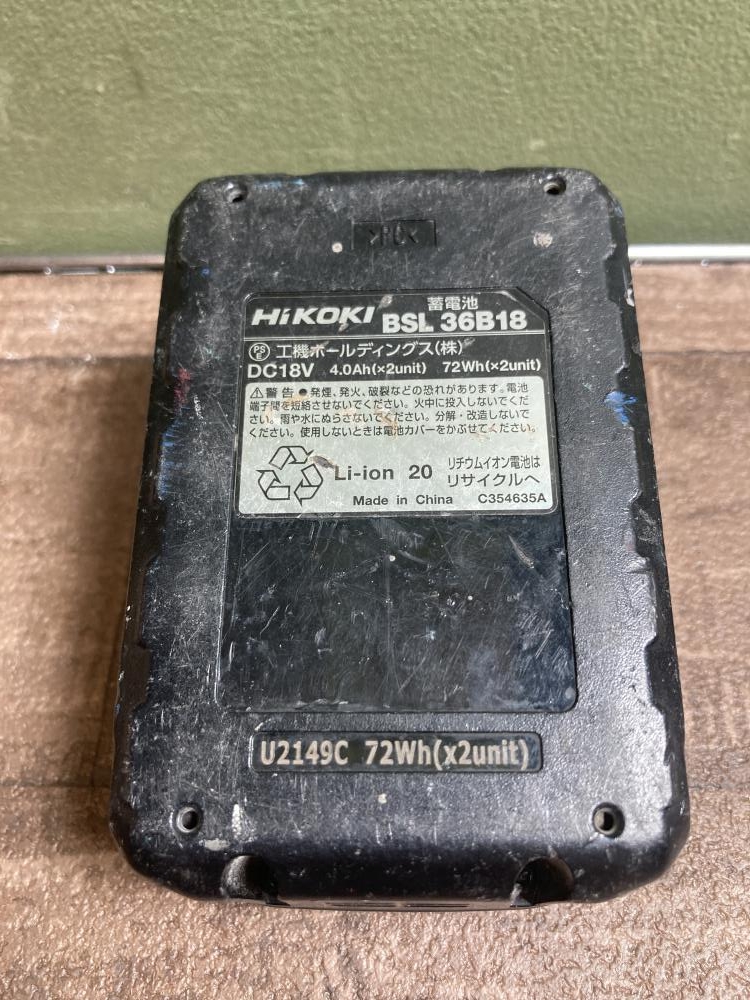 >PC<
蓄電池
HiKOKI BSL 36B18
PSE 工機ホールディングス(株)
DC18V 4.0Ah(×2unit) 72Wh(×2unit)
⚠警告 ●発煙、発火、破裂などの恐れがあります。電池
端子間を短絡させないでください。火中に投入しないでくだ
さい。雨や水にぬらさないでください。分解・改造しないで
ください。使用しないときは電池カバーをかぶせてください。
Li-ion 20 リチウムイオン電池は
リサイクルへ
Made in China C354635A
U2149C 72Wh(x2unit)